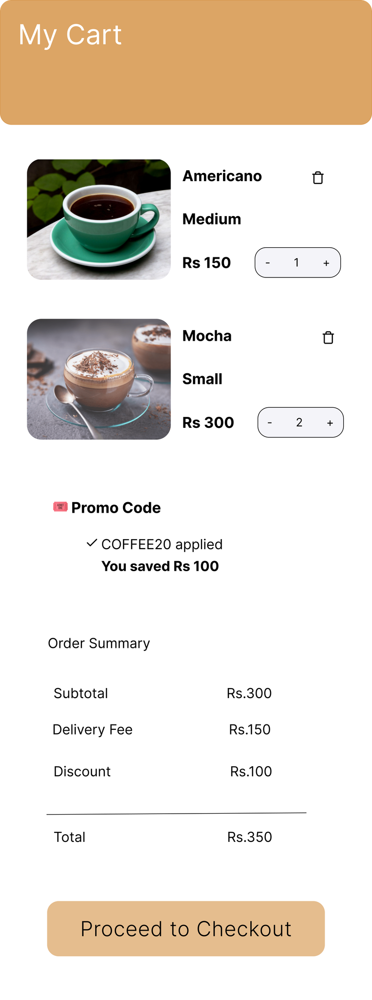 My Cart
Americano
Medium
Rs 150
- 1 +
Mocha
Small
Rs 300
- 2 +
ADMIT
ONE
Promo Code
COFFEE20 applied
You saved Rs 100
Order Summary
Subtotal Rs.300
Delivery Fee Rs.150
Discount Rs.100
Total Rs.350
Proceed to Checkout